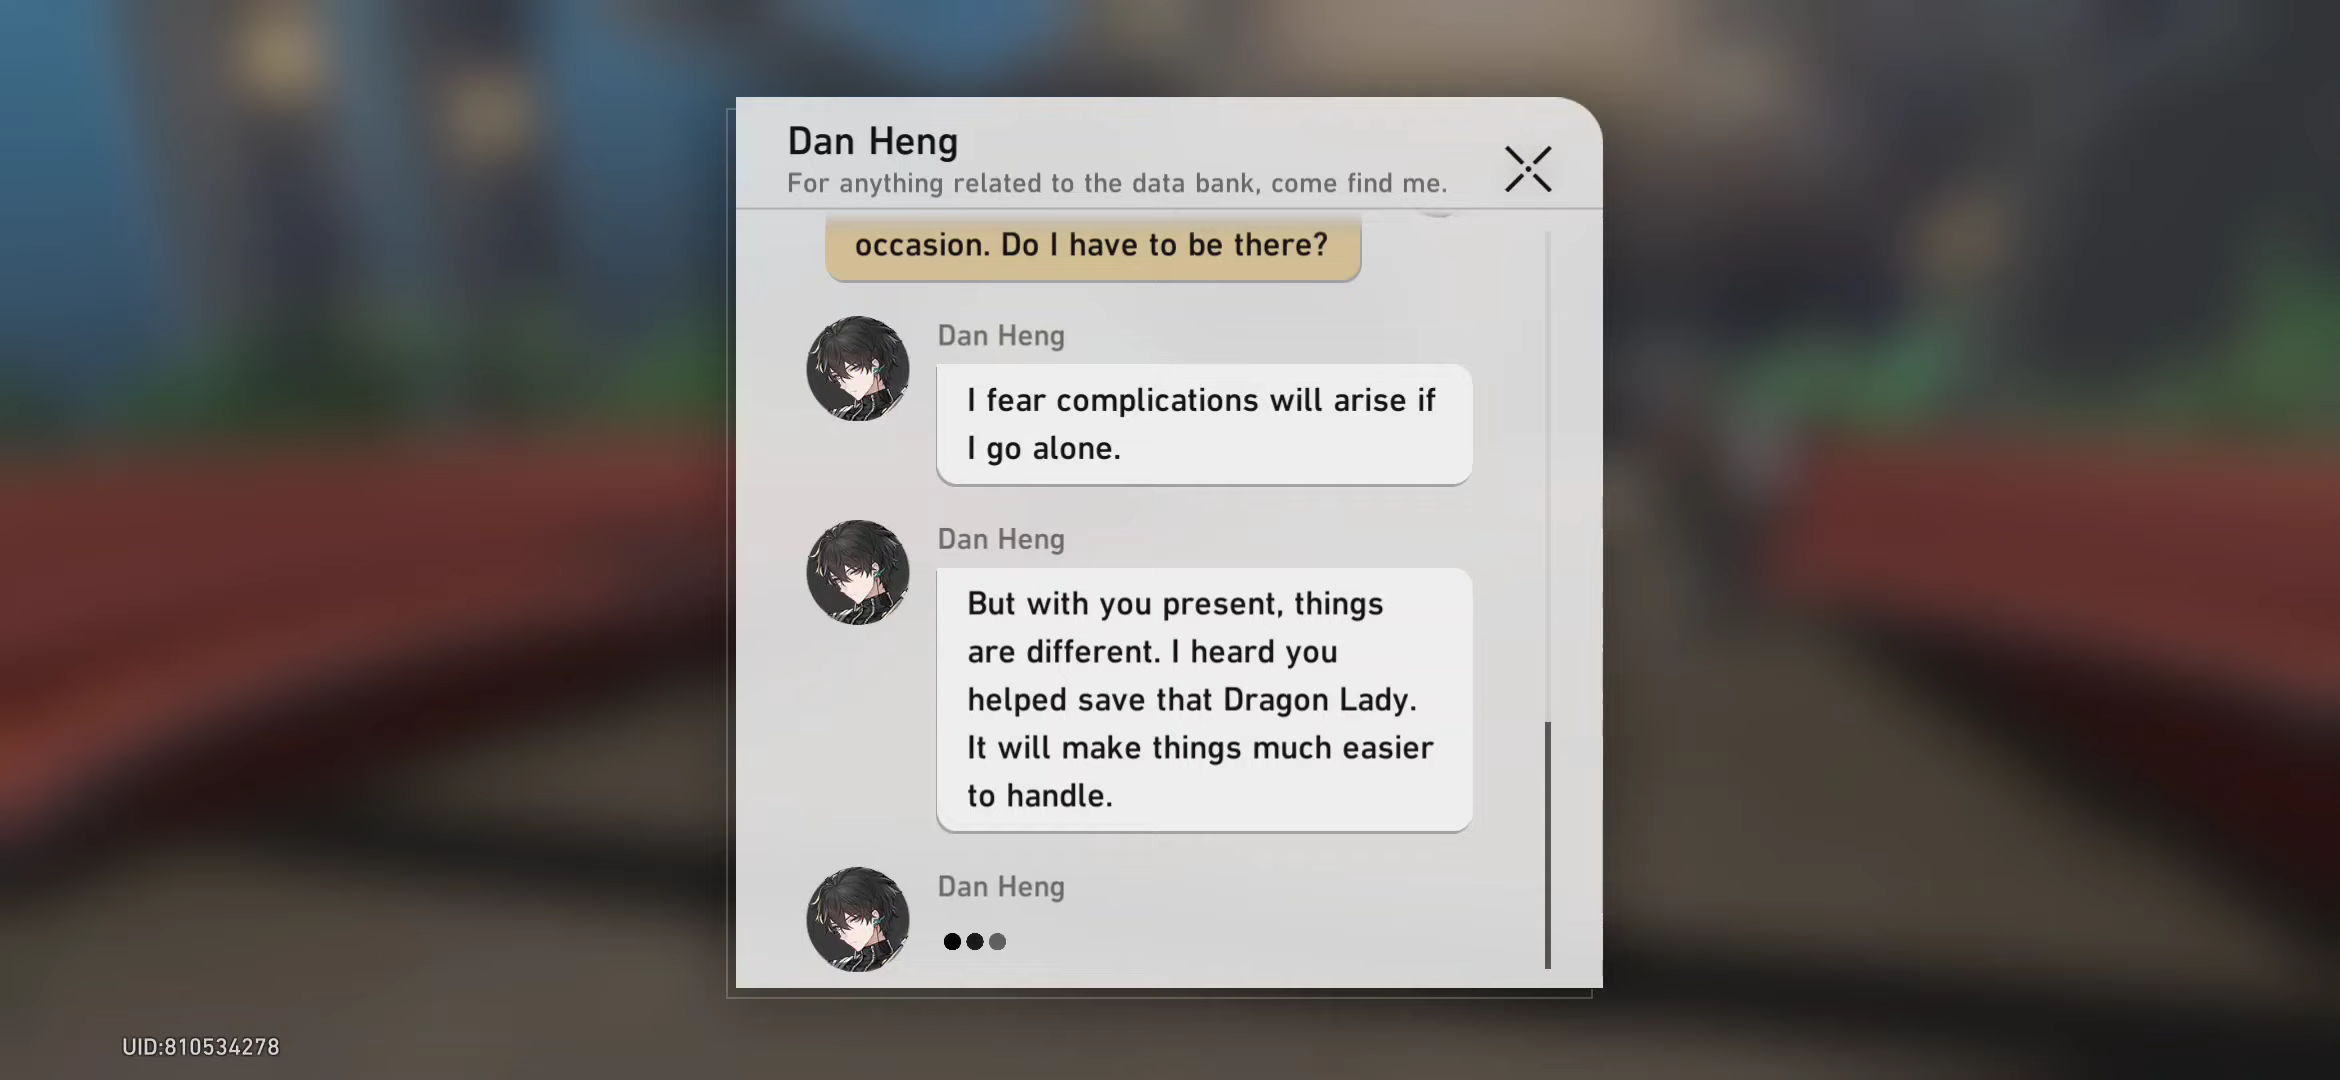 Dan Heng
For anything related to the data bank, come find me.
occasion. Do I have to be there?
Dan Heng
I fear complications will arise if
I go alone.
Dan Heng
But with you present, things
are different. I heard you
helped save that Dragon Lady.
It will make things much easier
to handle.
Dan Heng
UID:810534278